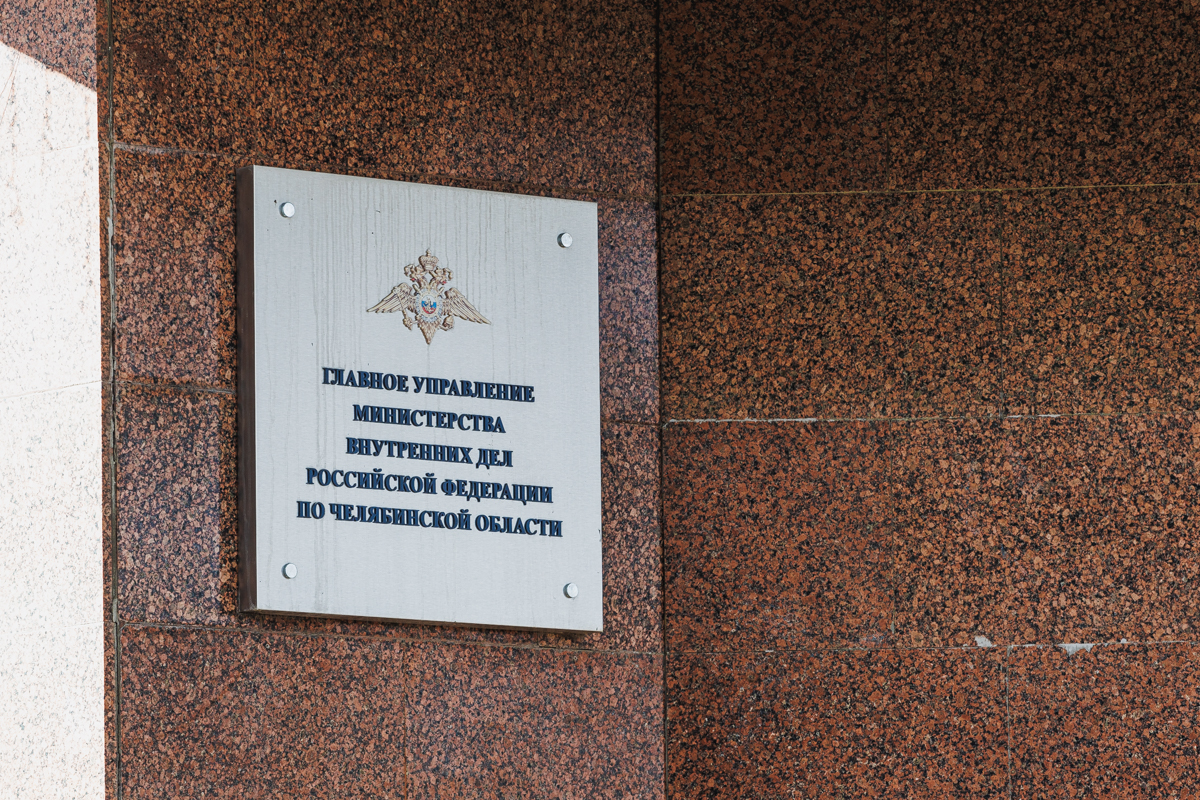 ГЛАВНОЕ УПРАВЛЕНИЕ
МИНИСТЕРСТВА
ВНУТРЕННИХ ДЕЛ
РОССИЙСКОЙ ФЕДЕРАЦИИ
ПО ЧЕЛЯБИНСКОЙ ОБЛАСТИ